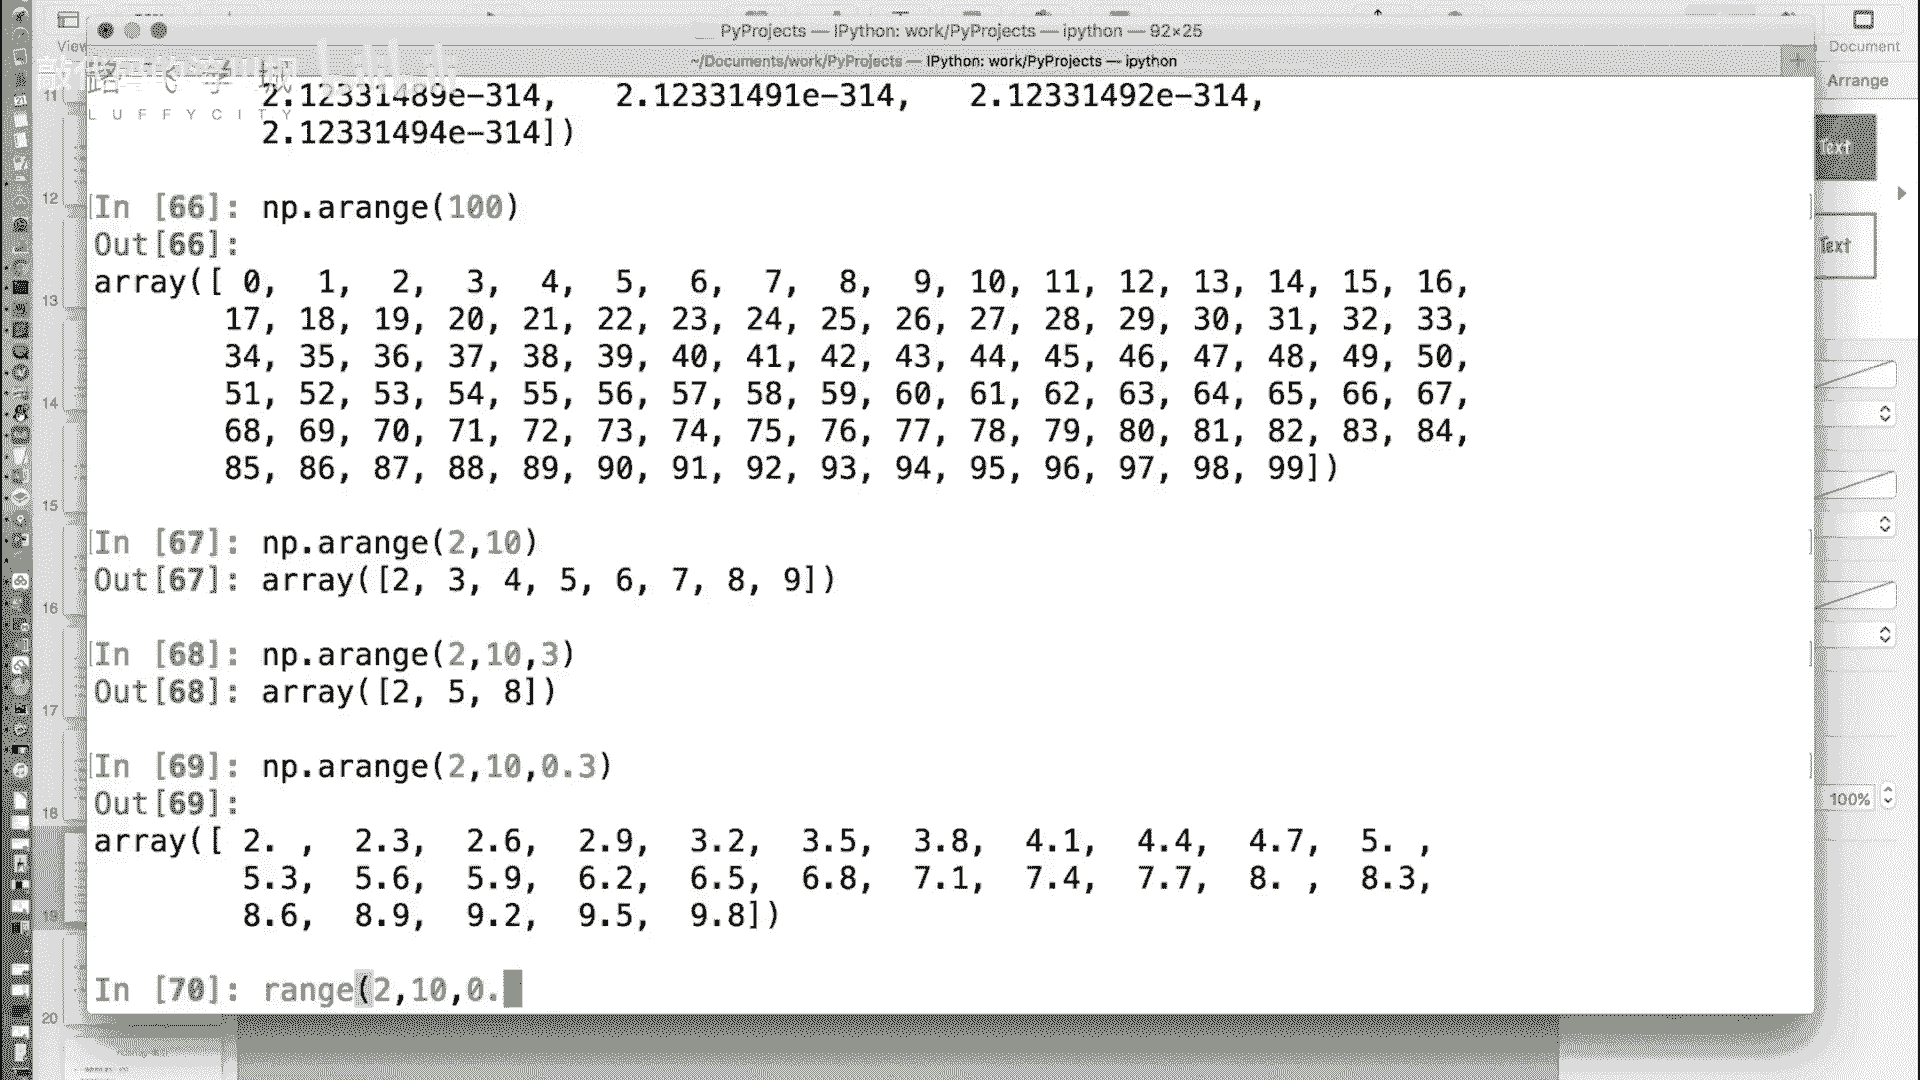 PyProjects — IPython: work/PyProjects — ipython — 92×25
~/Documents/work/PyProjects — IPython: work/PyProjects — ipython
View
Document
Arrange
LUFFYCITY
2.12331489e-314, 2.12331491e-314, 2.12331492e-314,
2.12331494e-314])
In [66]: np.arange(100)
Out[66]:
array([ 0, 1, 2, 3, 4, 5, 6, 7, 8, 9, 10, 11, 12, 13, 14, 15, 16,
17, 18, 19, 20, 21, 22, 23, 24, 25, 26, 27, 28, 29, 30, 31, 32, 33,
34, 35, 36, 37, 38, 39, 40, 41, 42, 43, 44, 45, 46, 47, 48, 49, 50,
51, 52, 53, 54, 55, 56, 57, 58, 59, 60, 61, 62, 63, 64, 65, 66, 67,
68, 69, 70, 71, 72, 73, 74, 75, 76, 77, 78, 79, 80, 81, 82, 83, 84,
85, 86, 87, 88, 89, 90, 91, 92, 93, 94, 95, 96, 97, 98, 99])
In [67]: np.arange(2,10)
Out[67]: array([2, 3, 4, 5, 6, 7, 8, 9])
In [68]: np.arange(2,10,3)
Out[68]: array([2, 5, 8])
In [69]: np.arange(2,10,0.3)
Out[69]:
array([ 2. , 2.3, 2.6, 2.9, 3.2, 3.5, 3.8, 4.1, 4.4, 4.7, 5. ,
5.3, 5.6, 5.9, 6.2, 6.5, 6.8, 7.1, 7.4, 7.7, 8. , 8.3,
8.6, 8.9, 9.2, 9.5, 9.8])
In [70]: range(2,10,0.
11
12
13
14
15
16
17
18
19
20
Text
Text
100%